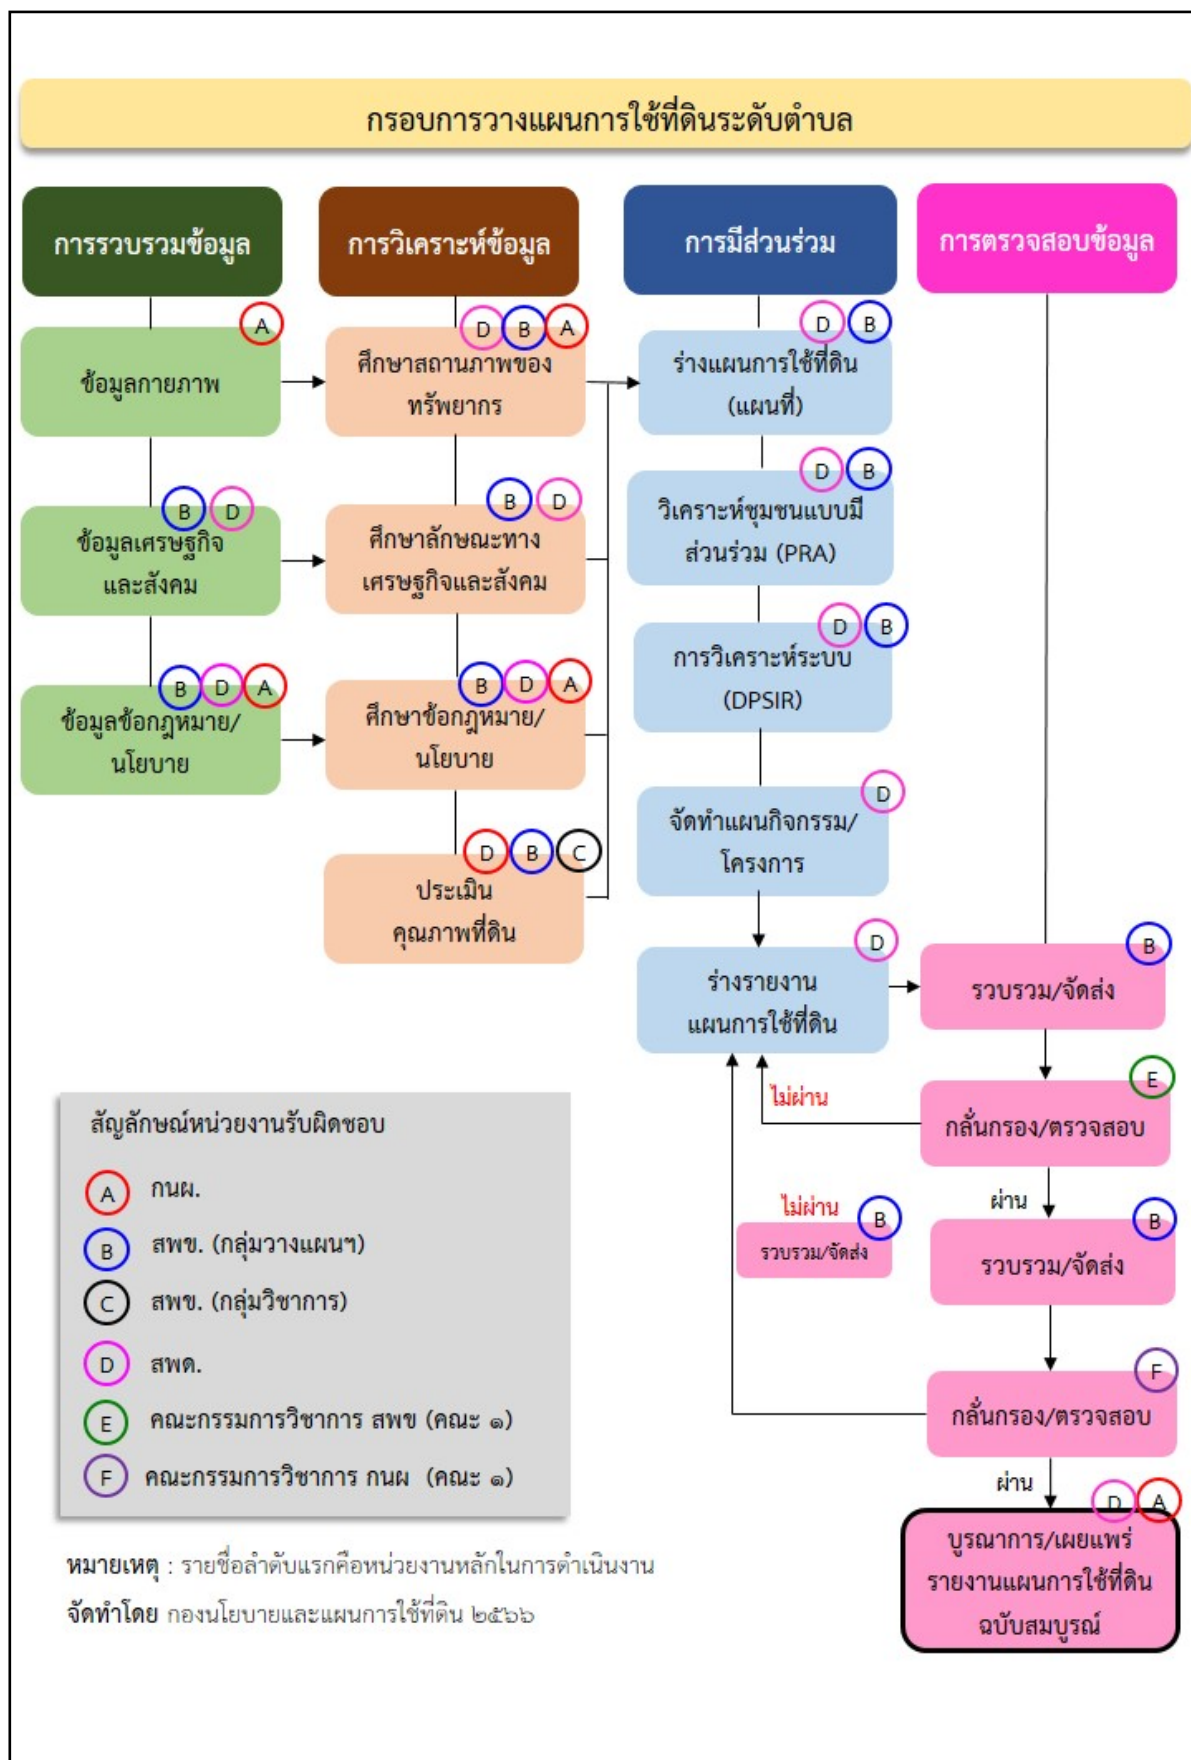 กรอบการวางแผนการใช้ที่ดินระดับตำบล
การรวบรวมข้อมูล
A
ข้อมูลกายภาพ
B D
ข้อมูลเศรษฐกิจ
และสังคม
B D A
ข้อมูลข้อกฎหมาย/
นโยบาย
การวิเคราะห์ข้อมูล
D B A
ศึกษาสถานภาพของ
ทรัพยากร
B D
ศึกษาลักษณะทาง
เศรษฐกิจและสังคม
B D A
ศึกษาข้อกฎหมาย/
นโยบาย
D B C
ประเมิน
คุณภาพที่ดิน
การมีส่วนร่วม
D B
ร่างแผนการใช้ที่ดิน
(แผนที่)
D B
วิเคราะห์ชุมชนแบบมี
ส่วนร่วม (PRA)
D B
การวิเคราะห์ระบบ
(DPSIR)
D
จัดทำแผนกิจกรรม/
โครงการ
D
ร่างรายงาน
แผนการใช้ที่ดิน
การตรวจสอบข้อมูล
B
รวบรวม/จัดส่ง
E
กลั่นกรอง/ตรวจสอบ
ไม่ผ่าน
ผ่าน
B
รวบรวม/จัดส่ง
ไม่ผ่าน
B
รวบรวม/จัดส่ง
F
กลั่นกรอง/ตรวจสอบ
ผ่าน
D A
บูรณาการ/เผยแพร่
รายงานแผนการใช้ที่ดิน
ฉบับสมบูรณ์
สัญลักษณ์หน่วยงานรับผิดชอบ
A กนผ.
B สพข. (กลุ่มวางแผนฯ)
C สพข. (กลุ่มวิชาการ)
D สพด.
E คณะกรรมการวิชาการ สพข (คณะ ๑)
F คณะกรรมการวิชาการ กนผ (คณะ ๑)
หมายเหตุ : รายชื่อลำดับแรกคือหน่วยงานหลักในการดำเนินงาน
จัดทำโดย กองนโยบายและแผนการใช้ที่ดิน ๒๕๖๖